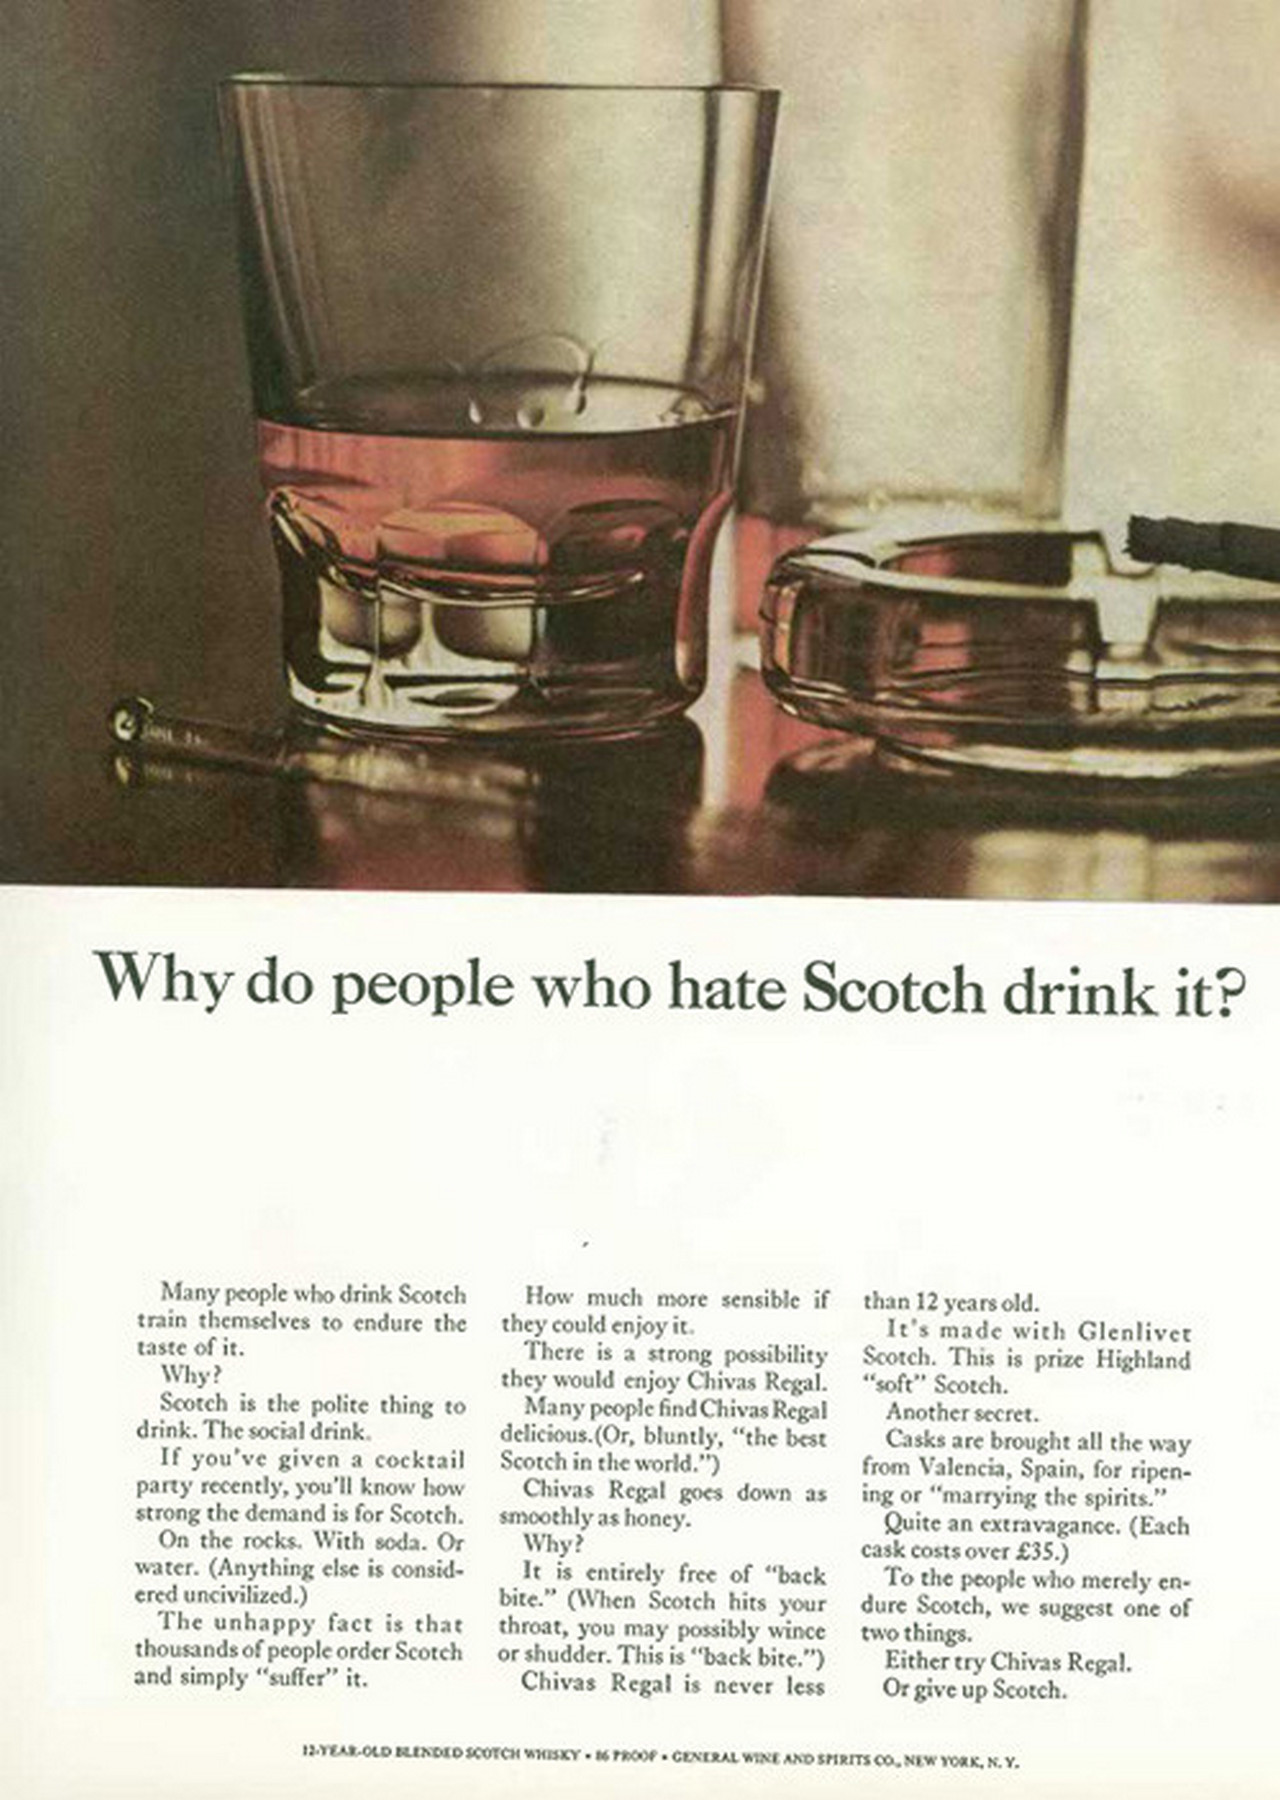 Why do people who hate Scotch drink it?
Many people who drink Scotch
train themselves to endure the
taste of it.
Why?
Scotch is the polite thing to
drink. The social drink.
If you've given a cocktail
party recently, you'll know how
strong the demand is for Scotch.
On the rocks. With soda. Or
water. (Anything else is consid-
ered uncivilized.)
The unhappy fact is that
thousands of people order Scotch
and simply "suffer" it.
How much more sensible if
they could enjoy it.
There is a strong possibility
they would enjoy Chivas Regal.
Many people find Chivas Regal
delicious.(Or, bluntly, "the best
Scotch in the world.")
Chivas Regal goes down as
smoothly as honey.
Why?
It is entirely free of "back
bite." (When Scotch hits your
throat, you may possibly wince
or shudder. This is "back bite.")
Chivas Regal is never less
than 12 years old.
It's made with Glenlivet
Scotch. This is prize Highland
"soft" Scotch.
Another secret.
Casks are brought all the way
from Valencia, Spain, for ripen-
ing or "marrying the spirits."
Quite an extravagance. (Each
cask costs over £35.)
To the people who merely en-
dure Scotch, we suggest one of
two things.
Either try Chivas Regal.
Or give up Scotch.
12-YEAR-OLD BLENDED SCOTCH WHISKY • 86 PROOF • GENERAL WINE AND SPIRITS CO., NEW YORK, N. Y.